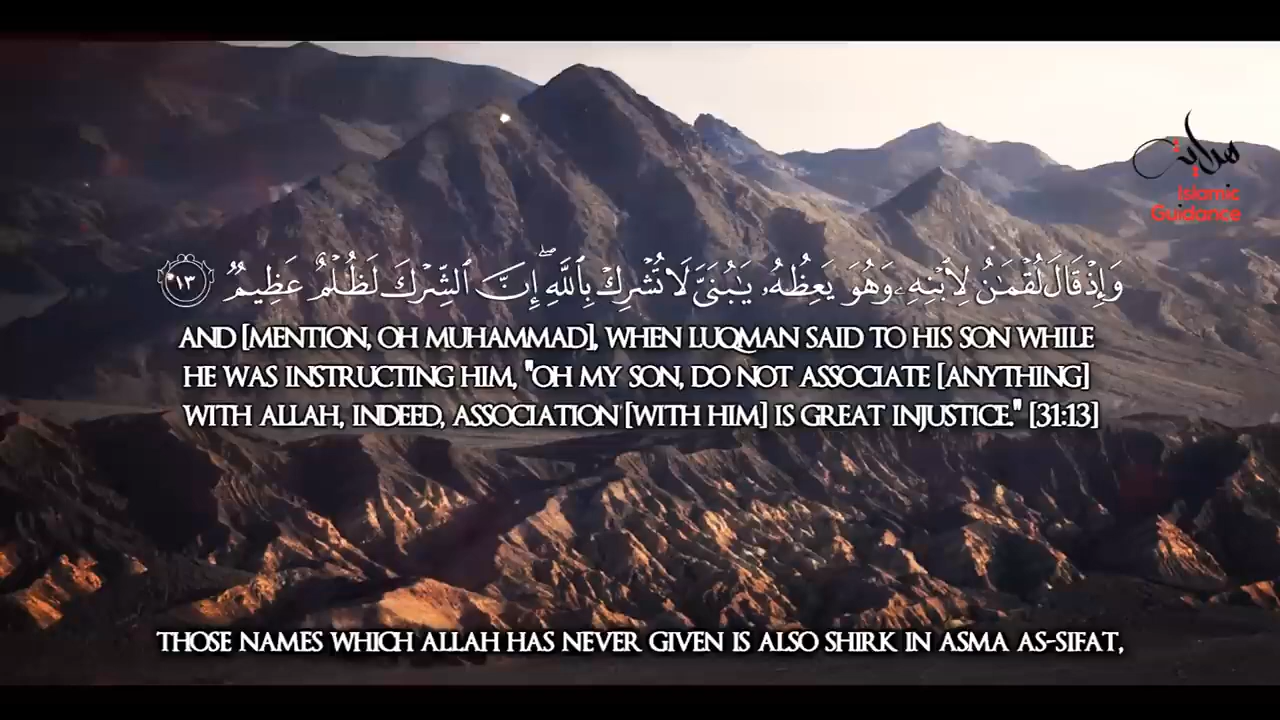 هداية
Islamic
Guidance
وَإِذْ قَالَ لُقْمَـٰنُ لِٱبْنِهِۦ وَهُوَ يَعِظُهُۥ يَـٰبُنَىَّ لَا تُشْرِكْ بِٱللَّهِ ۖ إِنَّ ٱلشِّرْكَ لَظُلْمٌ عَظِيمٌ ١٣
AND [MENTION, OH MUHAMMAD], WHEN LUQMAN SAID TO HIS SON WHILE
HE WAS INSTRUCTING HIM, "OH MY SON, DO NOT ASSOCIATE [ANYTHING]
WITH ALLAH, INDEED, ASSOCIATION [WITH HIM] IS GREAT INJUSTICE." [31:13]
THOSE NAMES WHICH ALLAH HAS NEVER GIVEN IS ALSO SHIRK IN ASMA AS-SIFAT,